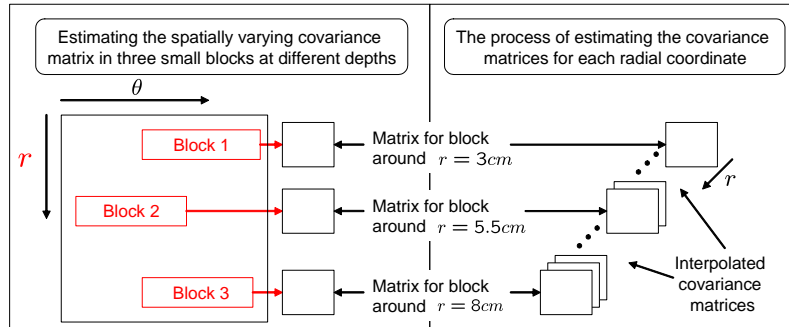 Estimating the spatially varying covariance
matrix in three small blocks at different depths
The process of estimating the covariance
matrices for each radial coordinate
θ
r
Block 1
Matrix for block
around r = 3cm
r
Block 2
Matrix for block
around r = 5.5cm
Interpolated
covariance
matrices
Block 3
Matrix for block
around r = 8cm